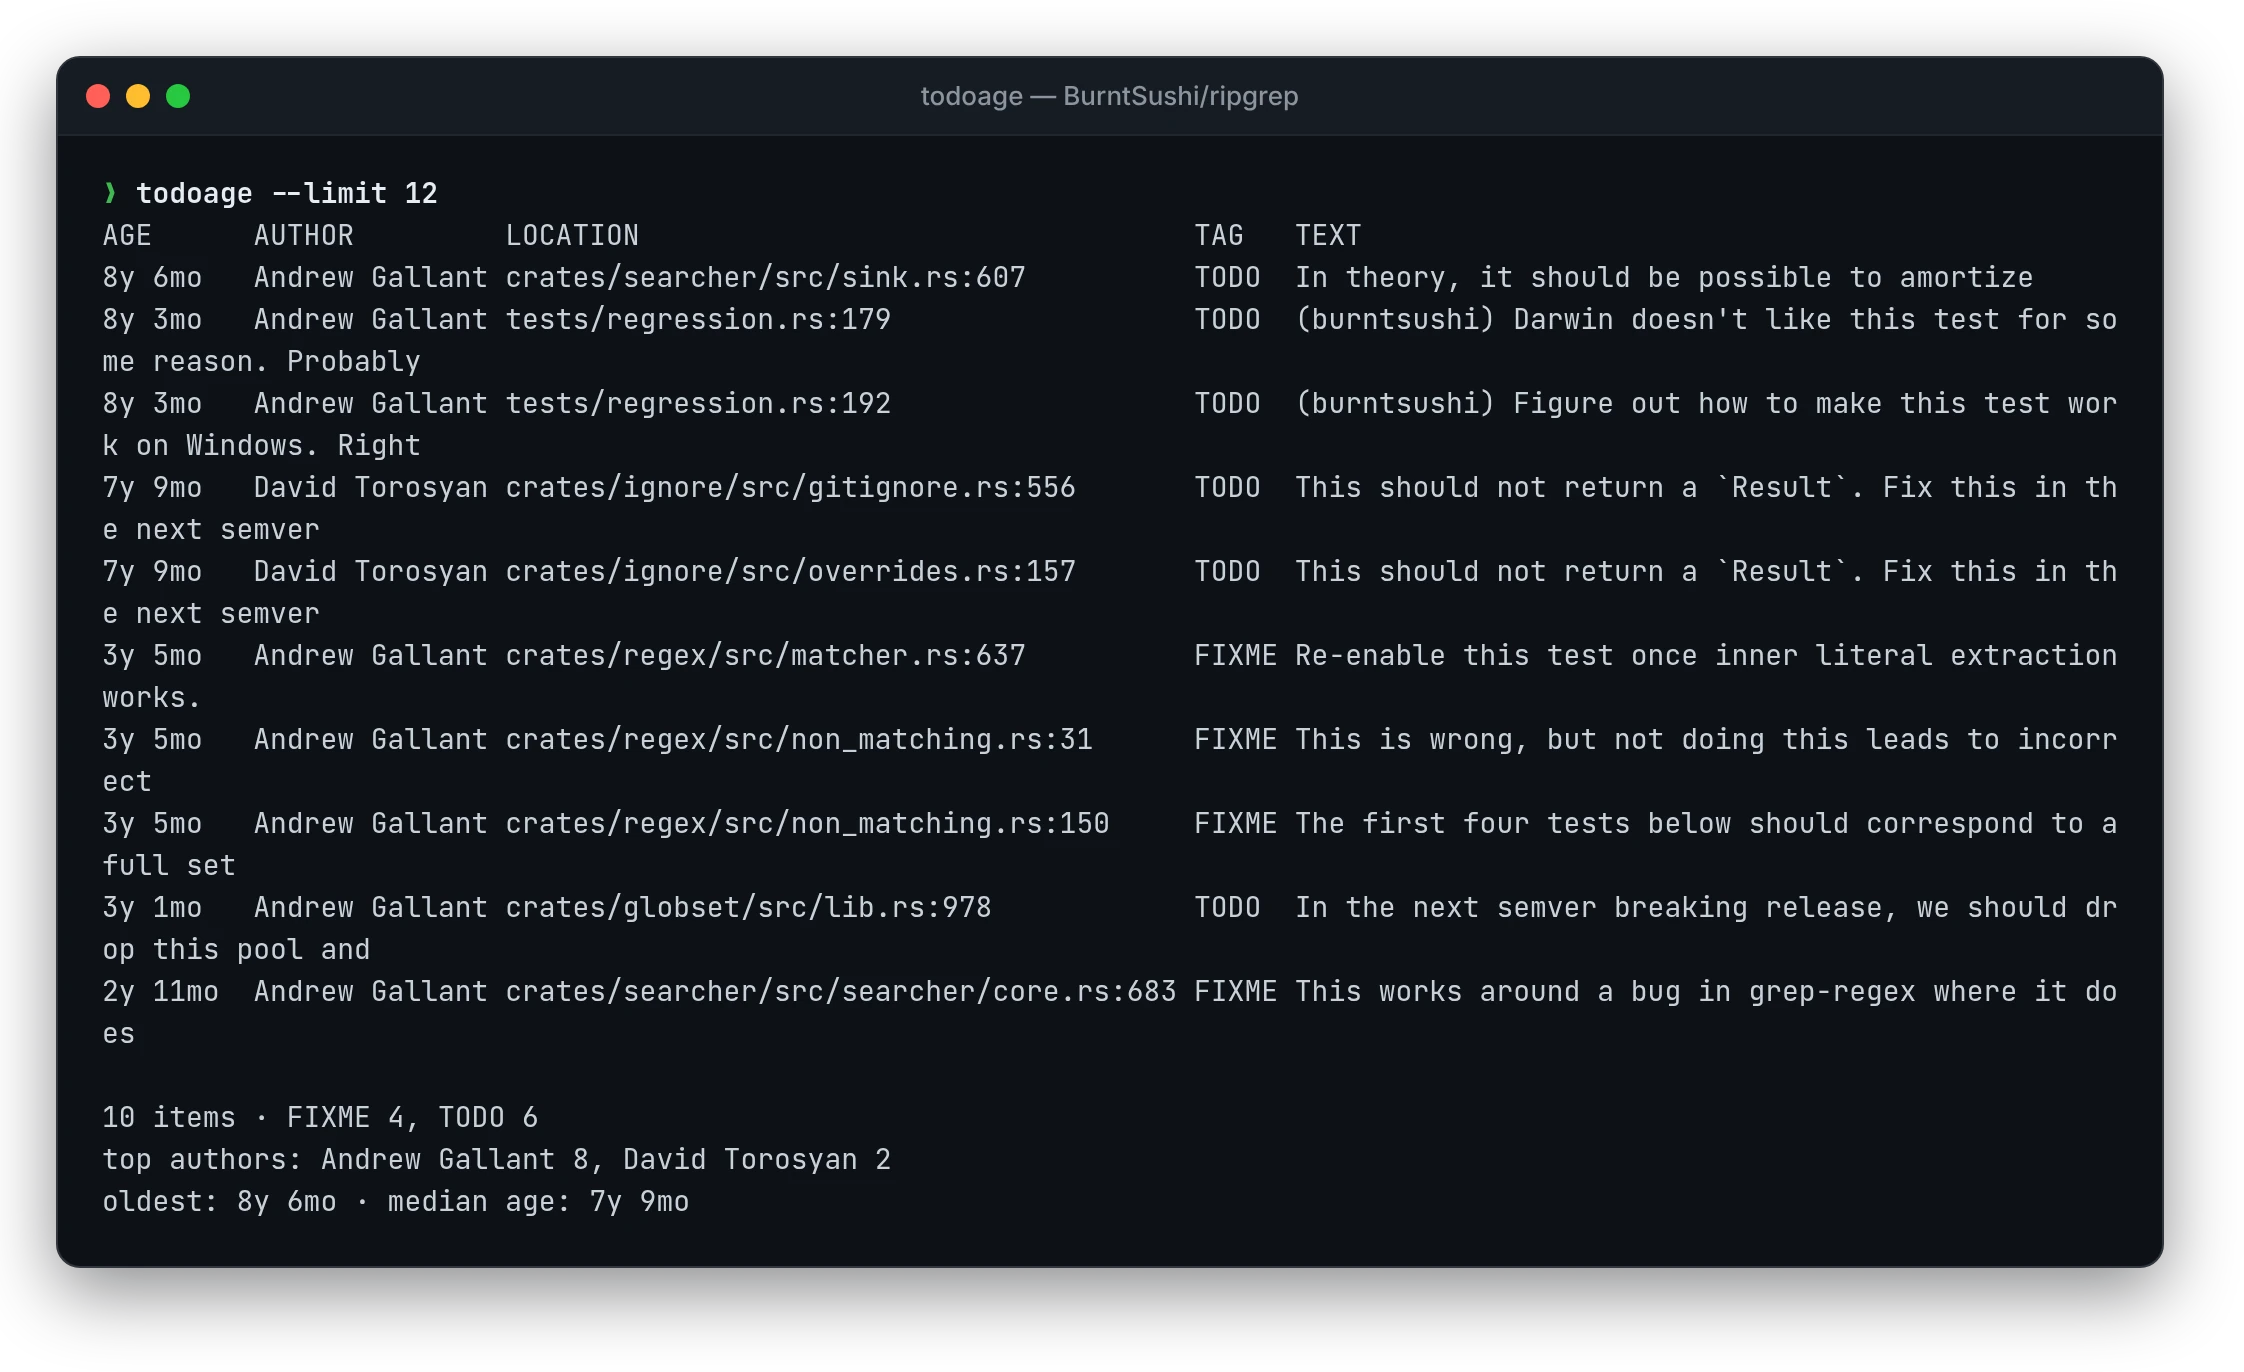 todoage — BurntSushi/ripgrep
❯ todoage --limit 12
AGE      AUTHOR         LOCATION                                 TAG   TEXT
8y 6mo   Andrew Gallant crates/searcher/src/sink.rs:607          TODO  In theory, it should be possible to amortize
8y 3mo   Andrew Gallant tests/regression.rs:179                  TODO  (burntsushi) Darwin doesn't like this test for so
me reason. Probably
8y 3mo   Andrew Gallant tests/regression.rs:192                  TODO  (burntsushi) Figure out how to make this test wor
k on Windows. Right
7y 9mo   David Torosyan crates/ignore/src/gitignore.rs:556       TODO  This should not return a `Result`. Fix this in th
e next semver
7y 9mo   David Torosyan crates/ignore/src/overrides.rs:157       TODO  This should not return a `Result`. Fix this in th
e next semver
3y 5mo   Andrew Gallant crates/regex/src/matcher.rs:637          FIXME Re-enable this test once inner literal extraction
works.
3y 5mo   Andrew Gallant crates/regex/src/non_matching.rs:31      FIXME This is wrong, but not doing this leads to incorr
ect
3y 5mo   Andrew Gallant crates/regex/src/non_matching.rs:150     FIXME The first four tests below should correspond to a
full set
3y 1mo   Andrew Gallant crates/globset/src/lib.rs:978            TODO  In the next semver breaking release, we should dr
op this pool and
2y 11mo  Andrew Gallant crates/searcher/src/searcher/core.rs:683 FIXME This works around a bug in grep-regex where it do
es
10 items · FIXME 4, TODO 6
top authors: Andrew Gallant 8, David Torosyan 2
oldest: 8y 6mo · median age: 7y 9mo